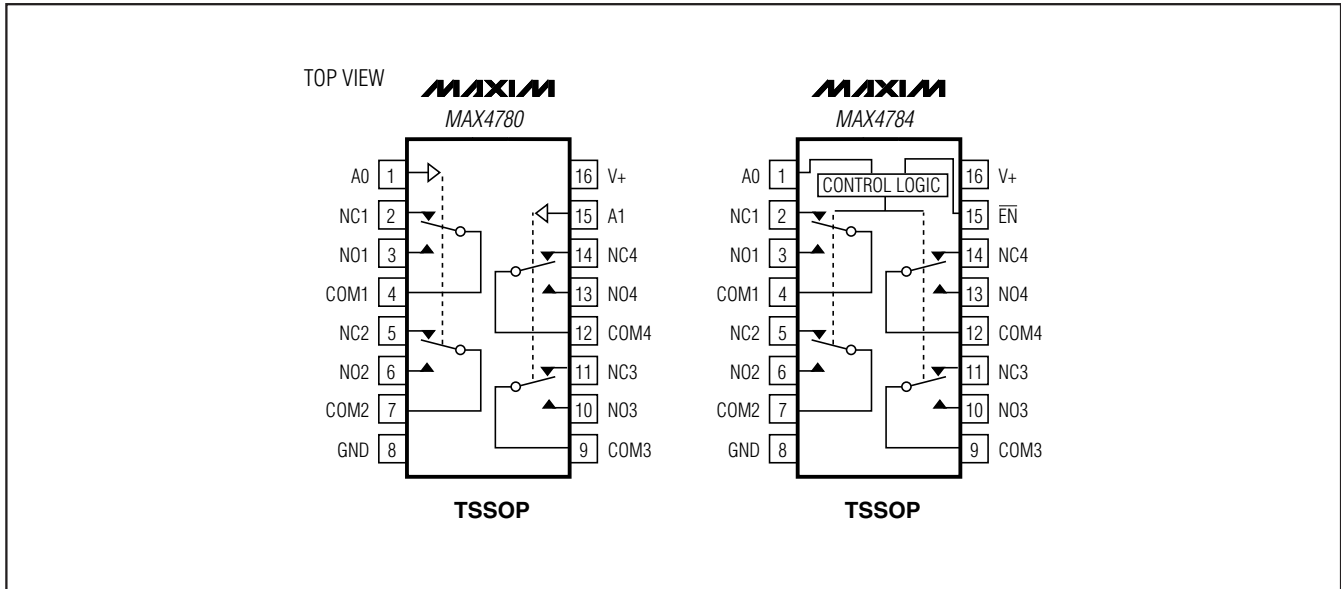 TOP VIEW
MAXIM
MAX4780
A0 1
NC1 2
NO1 3
COM1 4
NC2 5
NO2 6
COM2 7
GND 8
16 V+
15 A1
14 NC4
13 NO4
12 COM4
11 NC3
10 NO3
9 COM3
TSSOP
MAXIM
MAX4784
CONTROL LOGIC
A0 1
NC1 2
NO1 3
COM1 4
NC2 5
NO2 6
COM2 7
GND 8
16 V+
15 E̅N̅
14 NC4
13 NO4
12 COM4
11 NC3
10 NO3
9 COM3
TSSOP